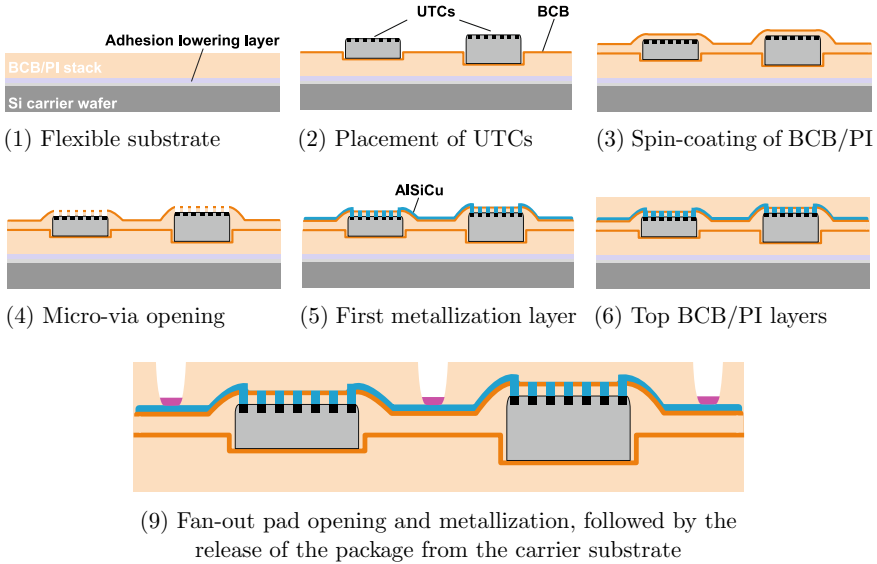 Adhesion lowering layer
BCB/PI stack
Si carrier wafer
(1) Flexible substrate
UTCs
BCB
(2) Placement of UTCs
(3) Spin-coating of BCB/PI
(4) Micro-via opening
AlSiCu
(5) First metallization layer
(6) Top BCB/PI layers
(9) Fan-out pad opening and metallization, followed by the
release of the package from the carrier substrate